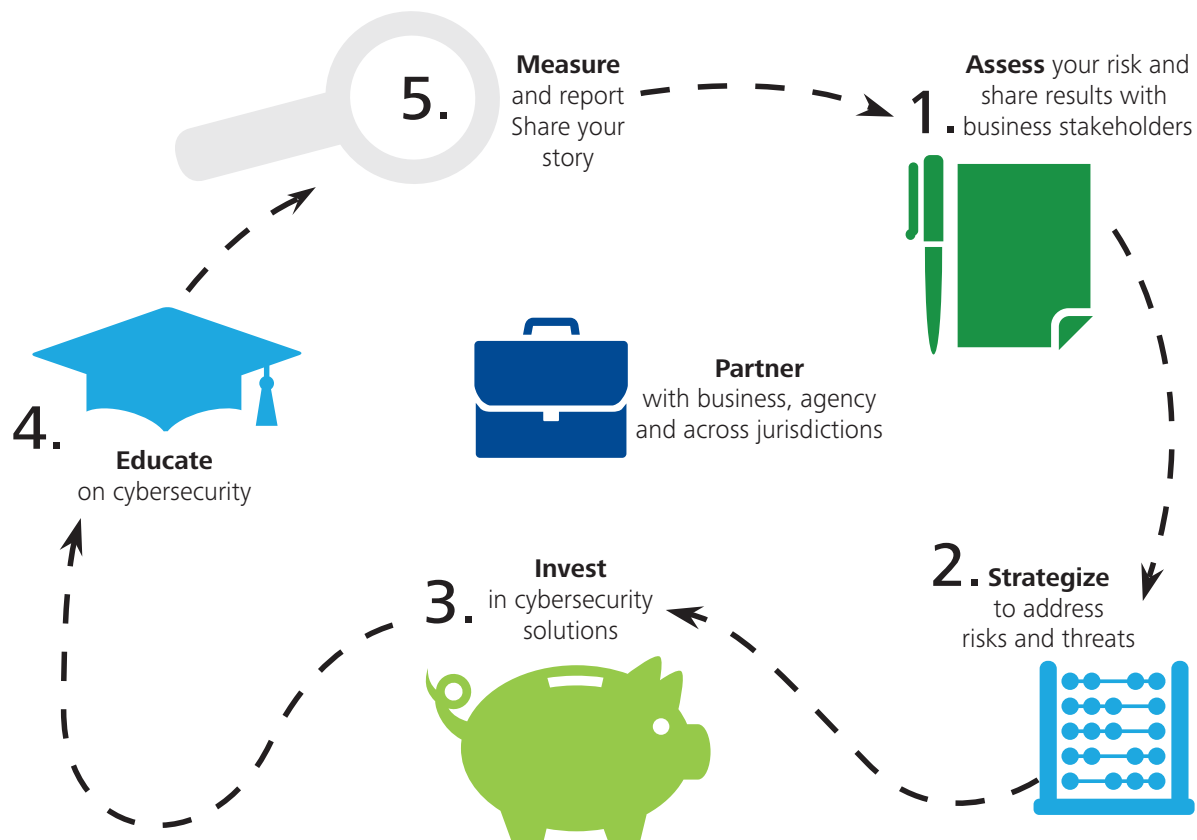 5.
Measure
and report
Share your
story
1.
Assess your risk and
share results with
business stakeholders
Partner
with business, agency
and across jurisdictions
4.
Educate
on cybersecurity
2.
Strategize
to address
risks and threats
3.
Invest
in cybersecurity
solutions